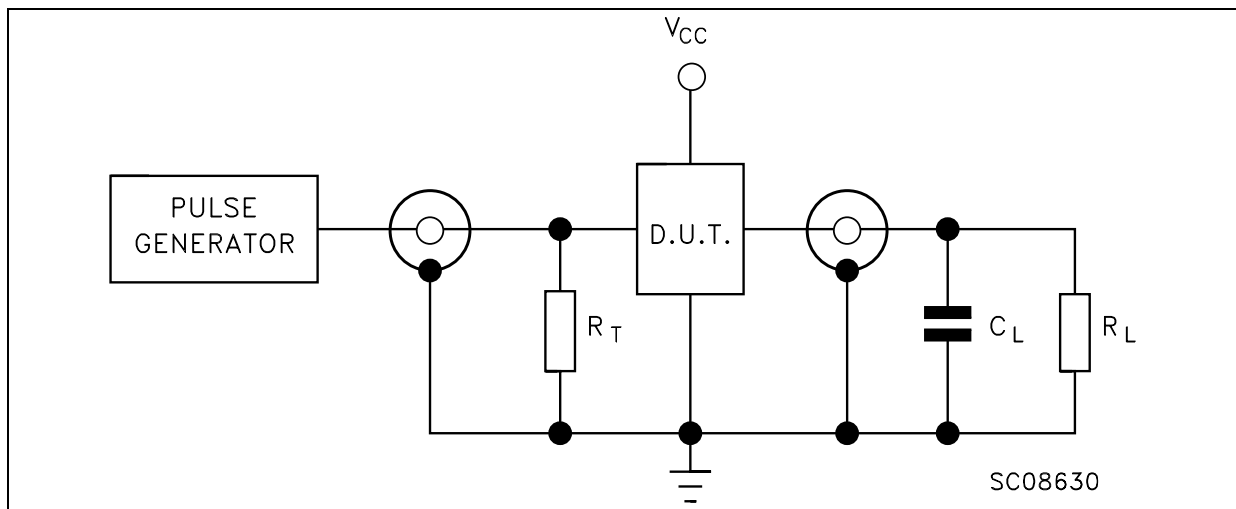 VCC
PULSE
GENERATOR
D.U.T.
RT
CL
RL
SC08630